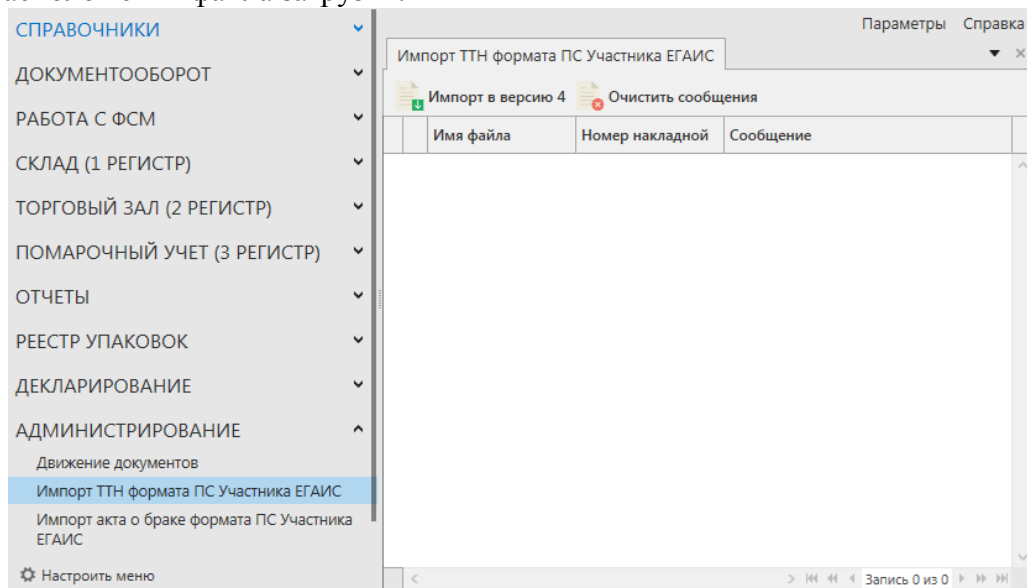 СПРАВОЧНИКИ
ДОКУМЕНТООБОРОТ
РАБОТА С ФСМ
СКЛАД (1 РЕГИСТР)
ТОРГОВЫЙ ЗАЛ (2 РЕГИСТР)
ПОМАРОЧНЫЙ УЧЕТ (3 РЕГИСТР)
ОТЧЕТЫ
РЕЕСТР УПАКОВОК
ДЕКЛАРИРОВАНИЕ
АДМИНИСТРИРОВАНИЕ
Движение документов
Импорт ТТН формата ПС Участника ЕГАИС
Импорт акта о браке формата ПС Участника
ЕГАИС
Настроить меню
Параметры Справка
Импорт ТТН формата ПС Участника ЕГАИС
Импорт в версию 4 Очистить сообщения
Имя файла Номер накладной Сообщение
Запись 0 из 0